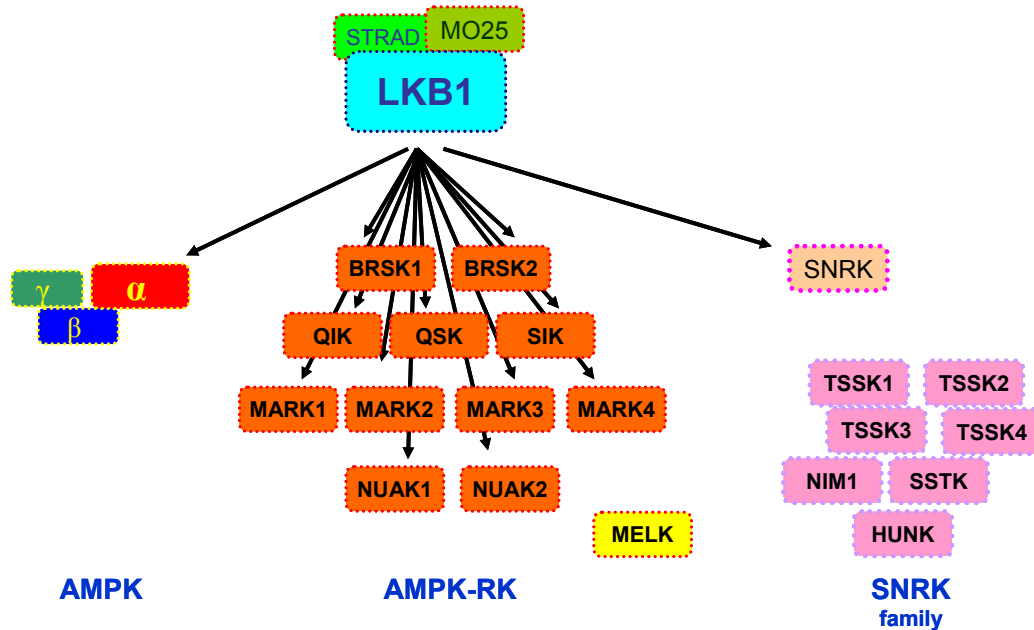 STRAD MO25
LKB1
BRSK1 BRSK2
SNRK
γ α
β
QIK QSK SIK
MARK1 MARK2 MARK3 MARK4
TSSK1 TSSK2
TSSK3 TSSK4
NUAK1 NUAK2
NIM1 SSTK
MELK
HUNK
AMPK AMPK-RK SNRK
family